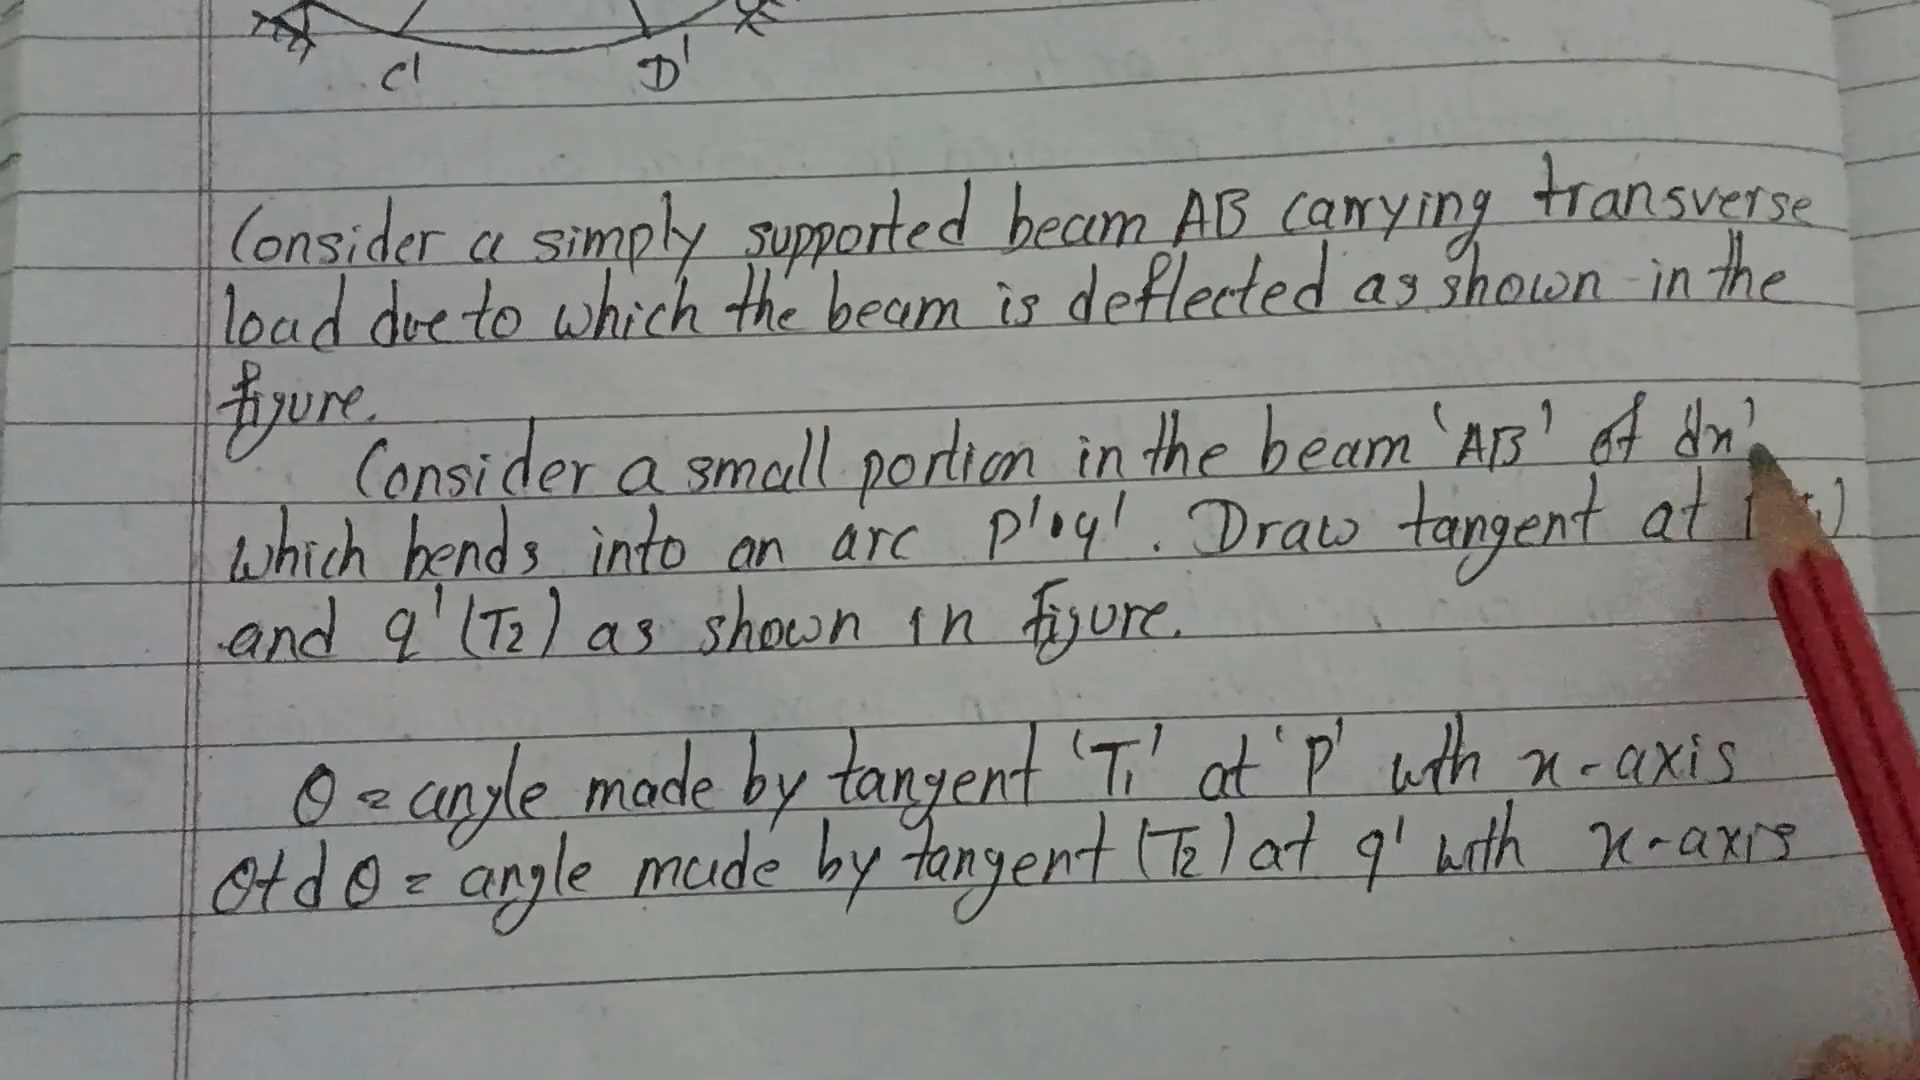 C' D'
Consider a simply supported beam AB carrying transverse
load due to which the beam is deflected as shown in the
figure.
Consider a small portion in the beam 'AB' of dx'
which bends into an arc p'q'. Draw tangent at
and q' (T2) as shown in figure.
θ = angle made by tangent 'T1' at 'P' with x-axis
θ+dθ = angle made by tangent (T2) at q' with x-axis